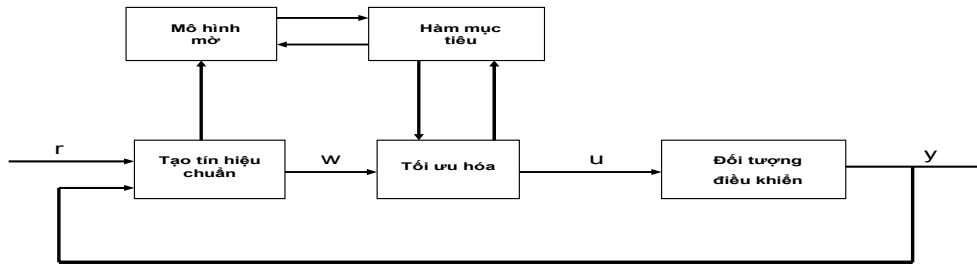 Mô hình
mờ
Hàm mục
tiêu
r
Tạo tín hiệu
chuẩn
w
Tối ưu hóa
u
Đối tượng
điều khiển
y